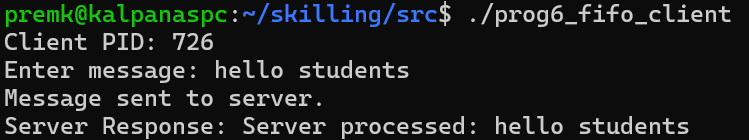 premk@kalpanaspc:~/skilling/src$ ./prog6_fifo_client
Client PID: 726
Enter message: hello students
Message sent to server.
Server Response: Server processed: hello students